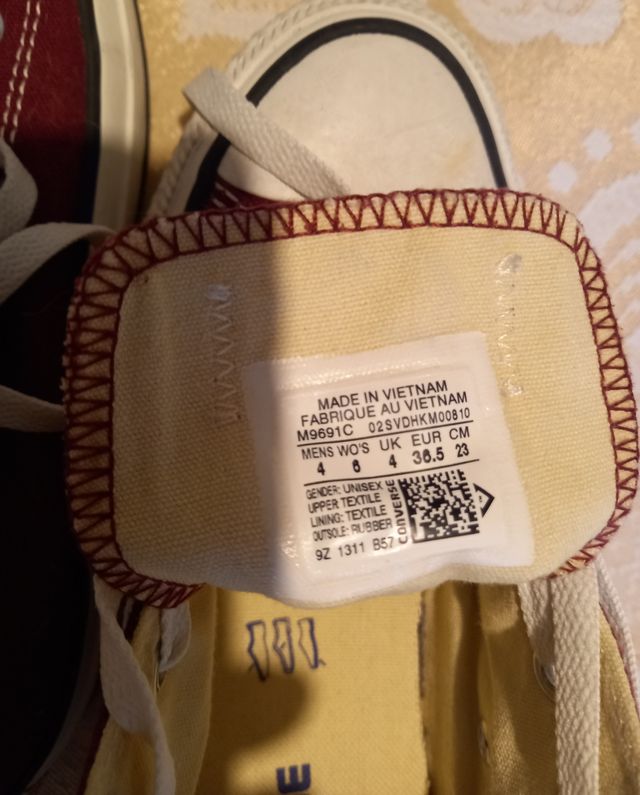 MADE IN VIETNAM
FABRIQUE AU VIETNAM
M9691C 02SVDHKM00810
MENS WO'S UK EUR CM
4 6 4 36.5 23
GENDER: UNISEX
UPPER TEXTILE
LINING: TEXTILE
OUTSOLE: RUBBER
CONVERSE
9Z 1311 B57
E